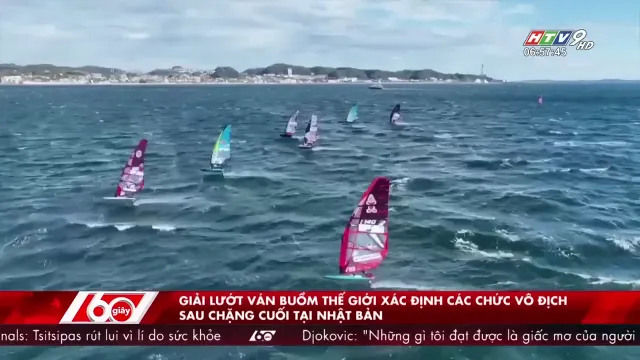 HTV9 HD
06:57:45
60 giây
GIẢI LƯỚT VÁN BUỒM THẾ GIỚI XÁC ĐỊNH CÁC CHỨC VÔ ĐỊCH
SAU CHẶNG CUỐI TẠI NHẬT BẢN
nals: Tsitsipas rút lui vì lí do sức khỏe
Djokovic: "Những gì tôi đạt được là giấc mơ của người